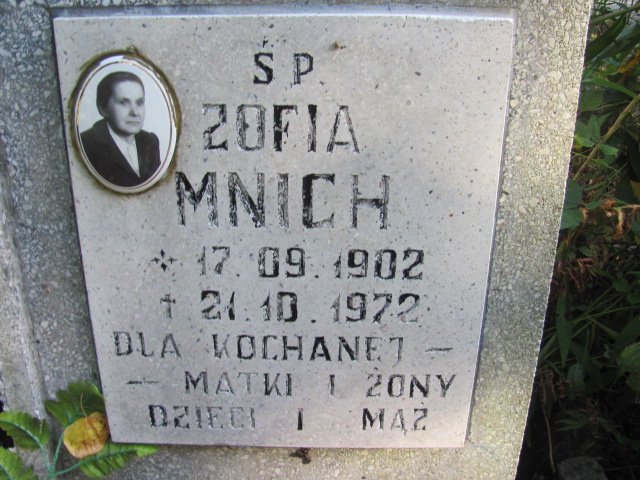 ŚP.
ZOFIA
MNICH
* 17.09.1902
† 21.10.1972
DLA KOCHANEJ —
— MATKI I ŻONY
DZIECI I MĄŻ